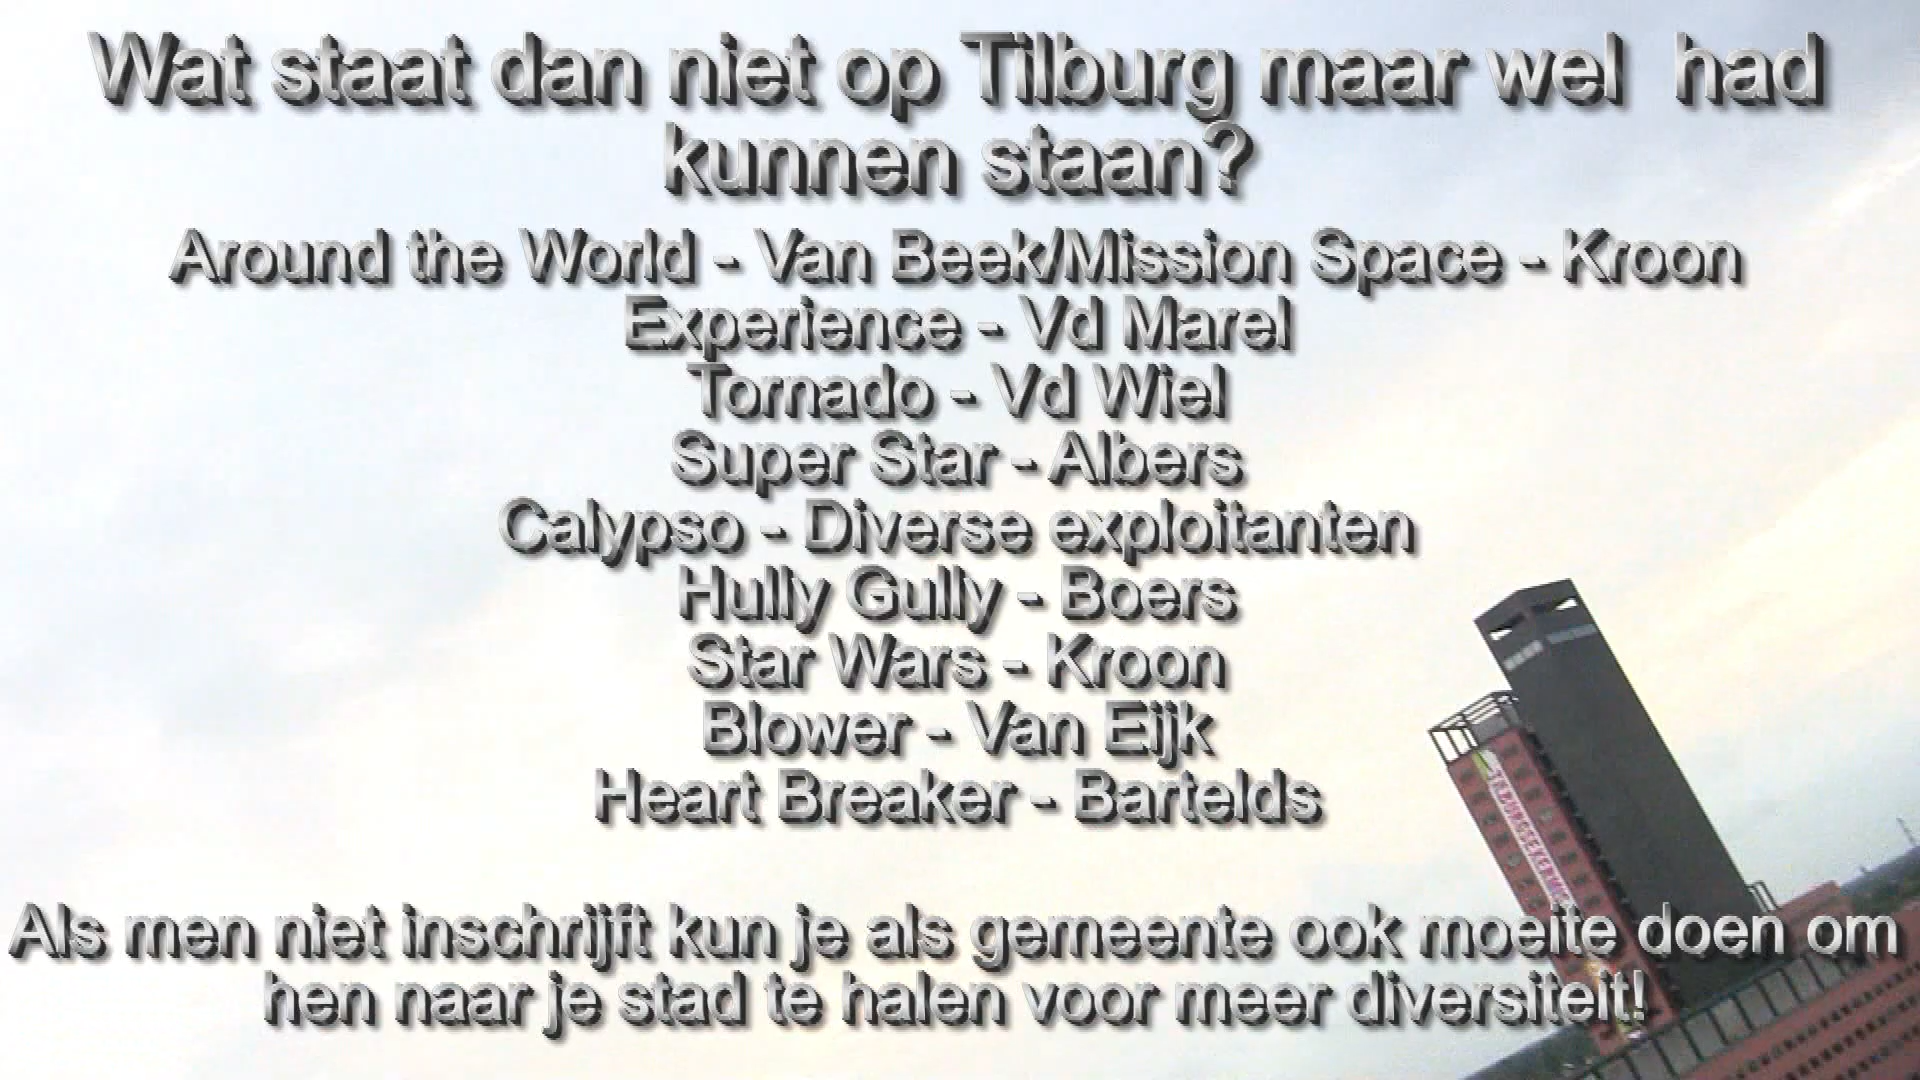 Wat staat dan niet op Tilburg maar wel had
kunnen staan?
Around the World - Van Beek/Mission Space - Kroon
Experience - Vd Marel
Tornado - Vd Wiel
Super Star - Albers
Calypso - Diverse exploitanten
Hully Gully - Boers
Star Wars - Kroon
Blower - Van Eijk
Heart Breaker - Bartelds
Als men niet inschrijft kun je als gemeente ook moeite doen om
hen naar je stad te halen voor meer diversiteit!